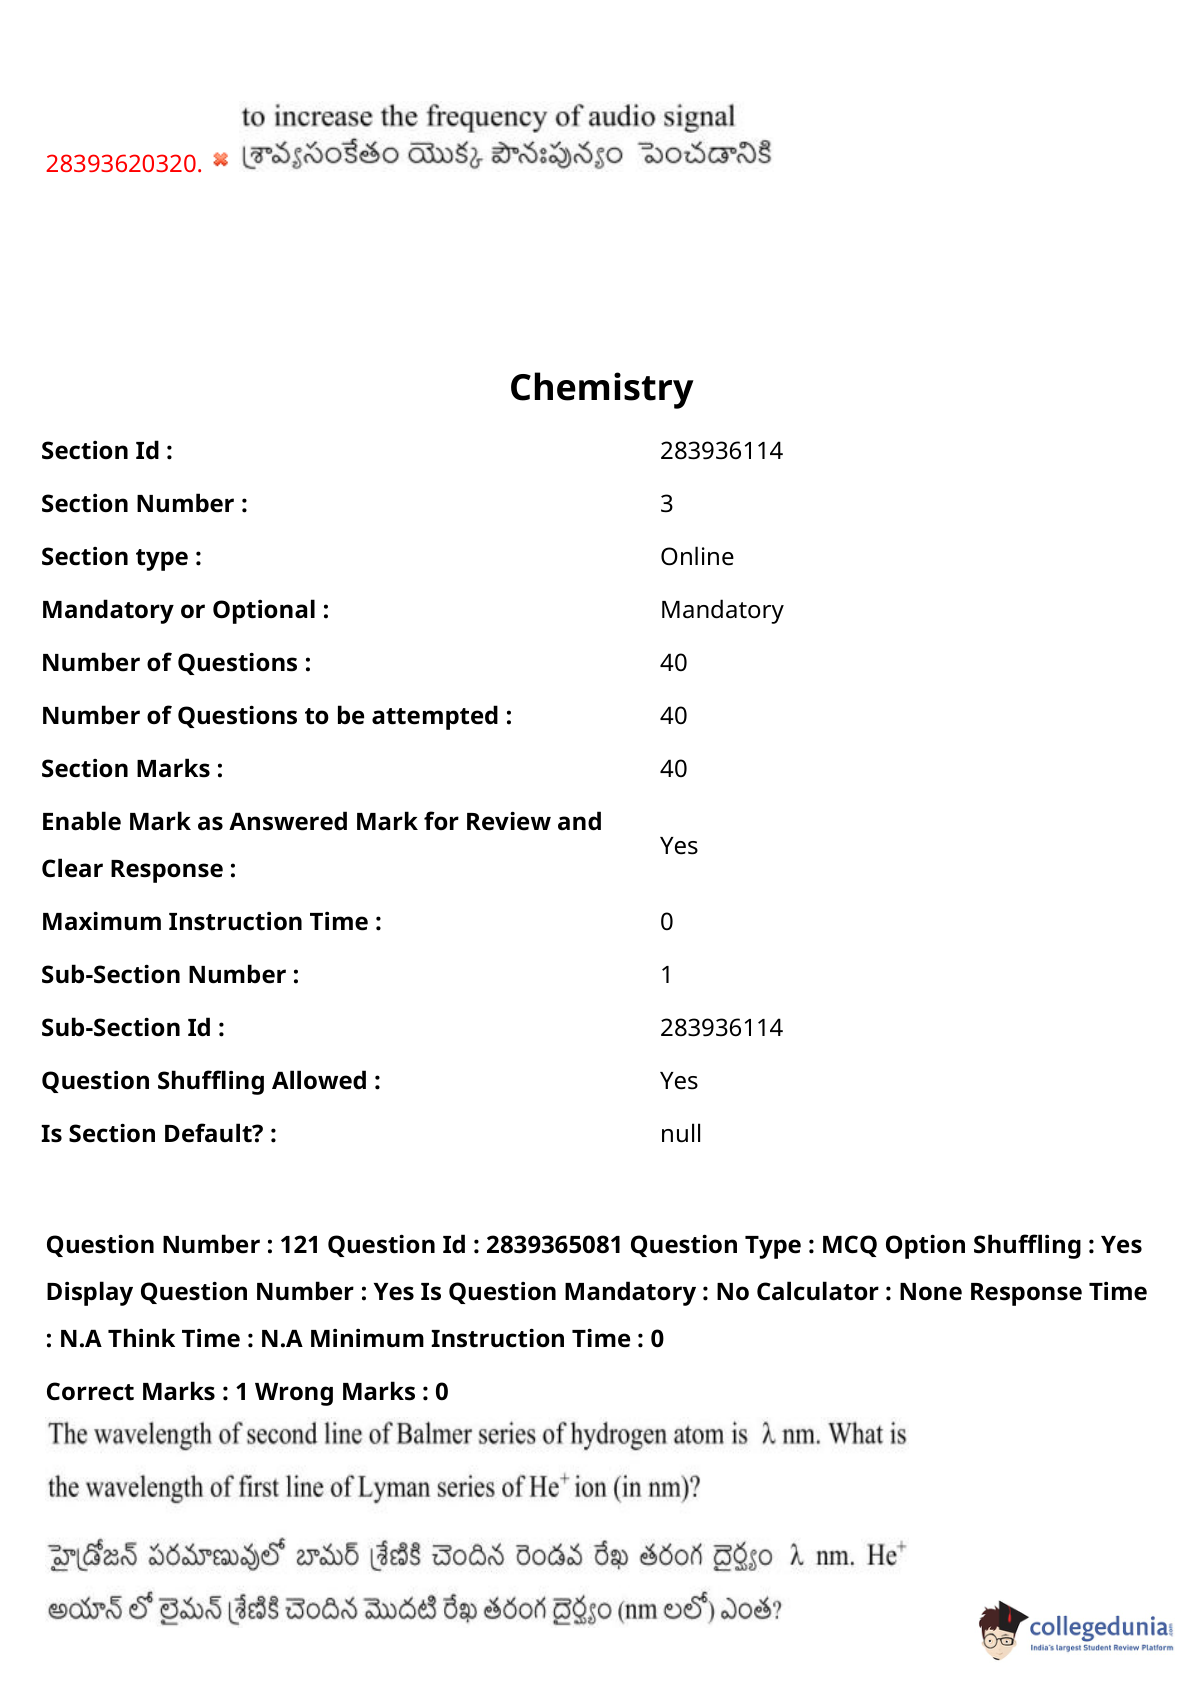 to increase the frequency of audio signal
28393620320. శ్రావ్యసంకేతం యొక్క పౌనఃపున్యం పెంచడానికి
Chemistry
Section Id : 283936114
Section Number : 3
Section type : Online
Mandatory or Optional : Mandatory
Number of Questions : 40
Number of Questions to be attempted : 40
Section Marks : 40
Enable Mark as Answered Mark for Review and
Clear Response : Yes
Maximum Instruction Time : 0
Sub-Section Number : 1
Sub-Section Id : 283936114
Question Shuffling Allowed : Yes
Is Section Default? : null
Question Number : 121 Question Id : 2839365081 Question Type : MCQ Option Shuffling : Yes
Display Question Number : Yes Is Question Mandatory : No Calculator : None Response Time
: N.A Think Time : N.A Minimum Instruction Time : 0
Correct Marks : 1 Wrong Marks : 0
The wavelength of second line of Balmer series of hydrogen atom is λ nm. What is
the wavelength of first line of Lyman series of He⁺ ion (in nm)?
హైడ్రోజన్ పరమాణువులో బామర్ శ్రేణికి చెందిన రెండవ రేఖ తరంగ దైర్ఘ్యం λ nm. He⁺
అయాన్ లో లైమన్ శ్రేణికి చెందిన మొదటి రేఖ తరంగ దైర్ఘ్యం (nm లలో) ఎంత?
collegedunia.com
India's largest Student Review Platform